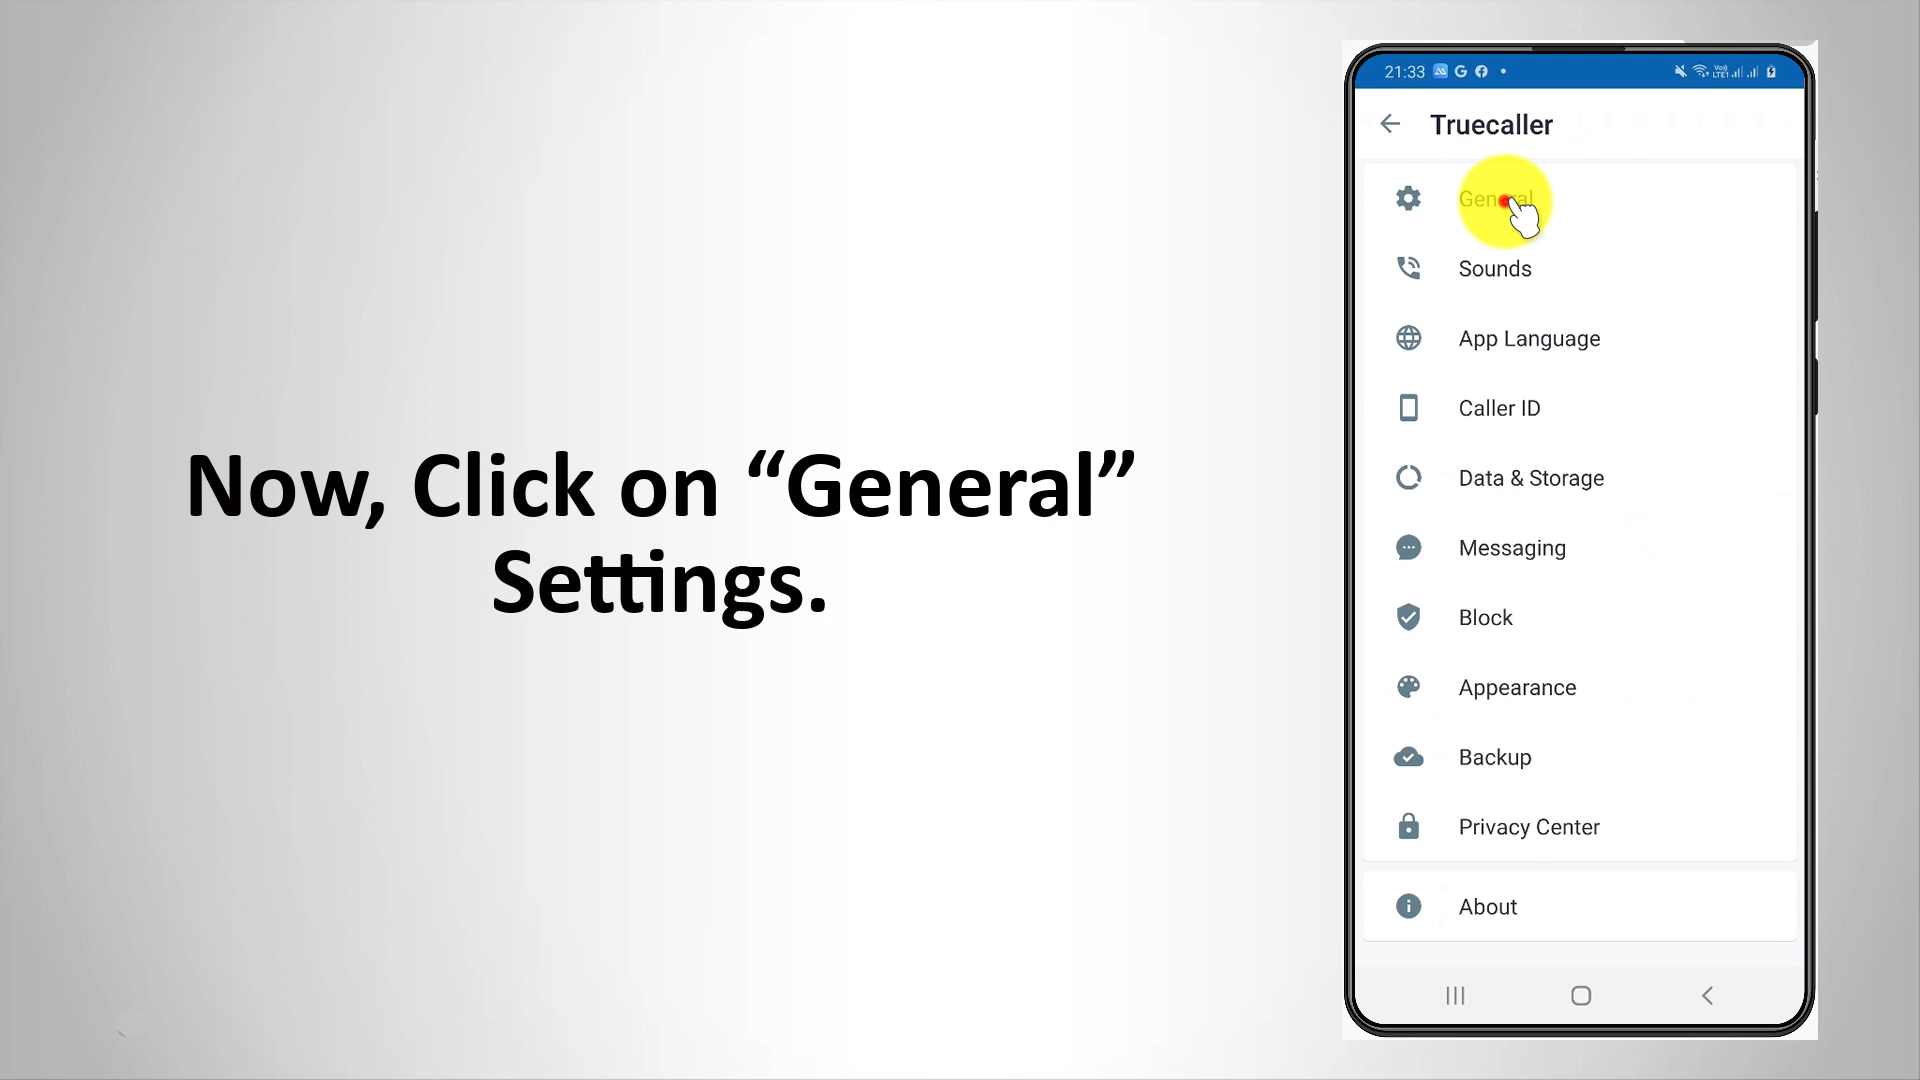 Now, Click on “General”
Settings.
21:33
Truecaller
General
Sounds
App Language
Caller ID
Data & Storage
Messaging
Block
Appearance
Backup
Privacy Center
About